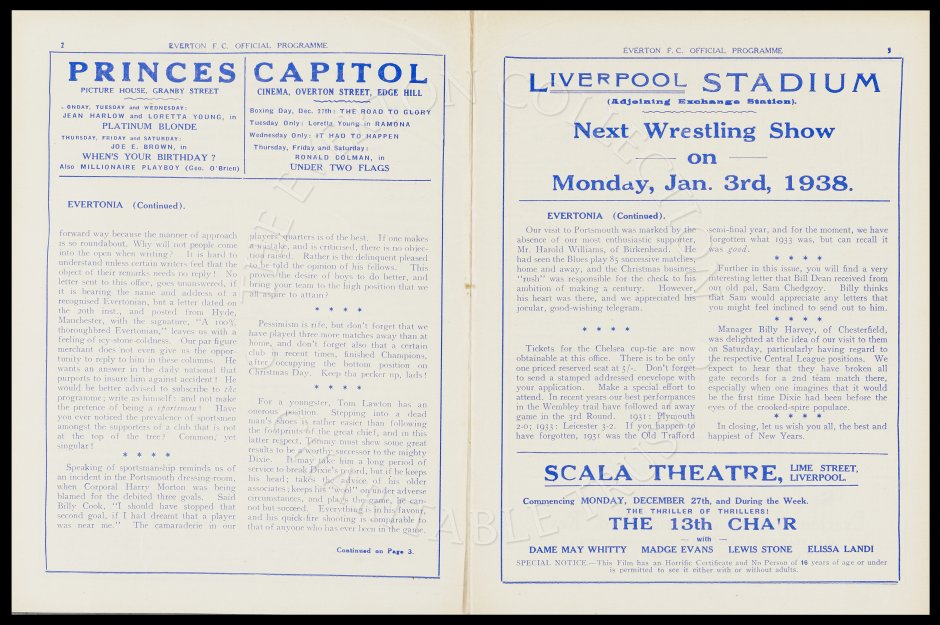 2
EVERTON F. C. OFFICIAL PROGRAMME
PRINCES
PICTURE HOUSE, GRANBY STREET
ONDAY, TUESDAY and WEDNESDAY:
JEAN HARLOW and LORETTA YOUNG, in
PLATINUM BLONDE
THURSDAY, FRIDAY and SATURDAY:
JOE E. BROWN, in
WHEN'S YOUR BIRTHDAY ?
Also MILLIONAIRE PLAYBOY (Geo. O'Brien)
CAPITOL
CINEMA, OVERTON STREET, EDGE HILL
Boxing Day, Dec. 27th: THE ROAD TO GLORY
Tuesday Only: Loretta Young in RAMONA
Wednesday Only: IT HAD TO HAPPEN
Thursday, Friday and Saturday:
RONALD COLMAN, in
UNDER TWO FLAGS
EVERTONIA (Continued).
forward way because the manner of approach
is so roundabout. Why will not people come
into the open when writing? It is hard to
understand unless certain writers feel that the
object of their remarks needs no reply! No
letter sent to this office, goes unanswered, if
it is bearing the name and address of a
recognised Evertonian, but a letter dated on
the 20th inst., and posted from Hyde,
Manchester, with the signature, "A 100%
thoroughbred Evertonian," leaves us with a
feeling of icy-stone-coldness. Our par figure
merchant does not even give us the oppor-
tunity to reply to him in these columns. He
wants an answer in the daily national that
purports to insure him against accident! He
would be better advised to subscribe to the
programme; write as himself: and not make
the pretence of being a sportsman! Have
you ever noticed the prevalence of sportsmen
amongst the supporters of a club that is not
at the top of the tree? Common, yet
singular!
* * * *
Speaking of sportsmanship reminds us of
an incident in the Portsmouth dressing-room,
when Corporal Harry Morton was being
blamed for the debited three goals. Said
Billy Cook, "I should have stopped that
second goal, if I had dreamt that a player
was near me." The camaraderie in our
players' quarters is of the best. If one makes
a mistake, and is criticised, there is no objec-
tion raised. Rather is the delinquent pleased
to be told the opinion of his fellows. This
proves the desire of boys to do better, and
bring your team to the high position that we
all aspire to attain?
* * * *
Pessimism is rife, but don't forget that we
have played three more matches away than at
home, and don't forget also that a certain
club in recent times, finished Champions,
after occupying the bottom position on
Christmas Day. Keep tha pecker up, lads!
* * * *
For a youngster, Tom Lawton has an
onerous position. Stepping into a dead
man's shoes is rather easier than following
the footprints of the great chief, and in this
latter respect, Tommy must shew some great
results to be a worthy successor to the mighty
Dixie. It may take him a long period of
service to break Dixie's record, but if he keeps
his head; takes the advice of his older
associates; keeps his "wool" on under adverse
circumstances, and plays the game, he can-
not but succeed. Everything is in his favour,
and his quick-fire shooting is comparable to
that of anyone who has ever been in the game.
Continued on Page 3.
EVERTON F. C. OFFICIAL PROGRAMME
3
LIVERPOOL STADIUM
(Adjoining Exchange Station).
Next Wrestling Show
on
Monday, Jan. 3rd, 1938.
EVERTONIA (Continued).
Our visit to Portsmouth was marked by the
absence of our most enthusiastic supporter,
Mr. Harold Williams, of Birkenhead. He
had seen the Blues play 85 successive matches,
home and away, and the Christmas business
"rush" was responsible for the check to his
ambition of making a century. However,
his heart was there, and we appreciated his
jocular, good-wishing telegram.
* * * *
Tickets for the Chelsea cup-tie are now
obtainable at this office. There is to be only
one priced reserved seat at 5/-. Don't forget
to send a stamped addressed envelope with
your application. Make a special effort to
attend. In recent years our best performances
in the Wembley trail have followed an away
game in the 3rd Round. 1931: Plymouth
2-0; 1933: Leicester 3-2. If you happen to
have forgotten, 1931 was the Old Trafford
semi-final year, and for the moment, we have
forgotten what 1933 was, but can recall it
was good.
* * * *
Further in this issue, you will find a very
interesting letter that Bill Dean received from
our old pal, Sam Chedgzoy. Billy thinks
that Sam would appreciate any letters that
you might feel inclined to send out to him.
* * * *
Manager Billy Harvey, of Chesterfield,
was delighted at the idea of our visit to them
on Saturday, particularly having regard to
the respective Central League positions. We
expect to hear that they have broken all
gate records for a 2nd team match there,
especially when one imagines that it would
be the first time Dixie had been before the
eyes of the crooked-spire populace.
* * * *
In closing, let us wish you all, the best and
happiest of New Years.
SCALA THEATRE, LIME STREET, LIVERPOOL.
Commencing MONDAY, DECEMBER 27th, and During the Week.
THE THRILLER OF THRILLERS!
THE 13th CHA'R
— with —
DAME MAY WHITTY MADGE EVANS LEWIS STONE ELISSA LANDI
SPECIAL NOTICE.—This Film has an Horrific Certificate and No Person of 16 years of age or under
is permitted to see it either with or without adults.
THE EVERTON COLLECTION
CHARITABLE TRUST